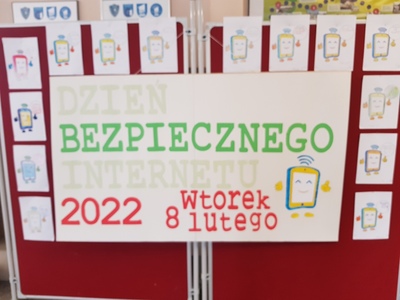 DZIEŃ
BEZPIECZNEGO
INTERNETU
2022 Wtorek
8 lutego